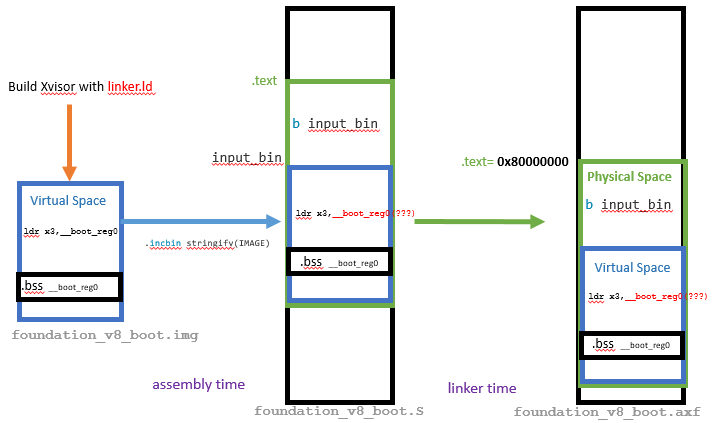 Build Xvisor with linker.ld
Virtual Space
ldr x3,__boot_reg0
.bss __boot_reg0
foundation_v8_boot.img
.incbin stringify(IMAGE)
assembly time
.text
b input_bin
input_bin
ldr x3,__boot_reg0(???)
.bss __boot_reg0
foundation_v8_boot.S
linker time
.text= 0x80000000
Physical Space
b input_bin
Virtual Space
ldr x3,__boot_reg0(???)
.bss __boot_reg0
foundation_v8_boot.axf